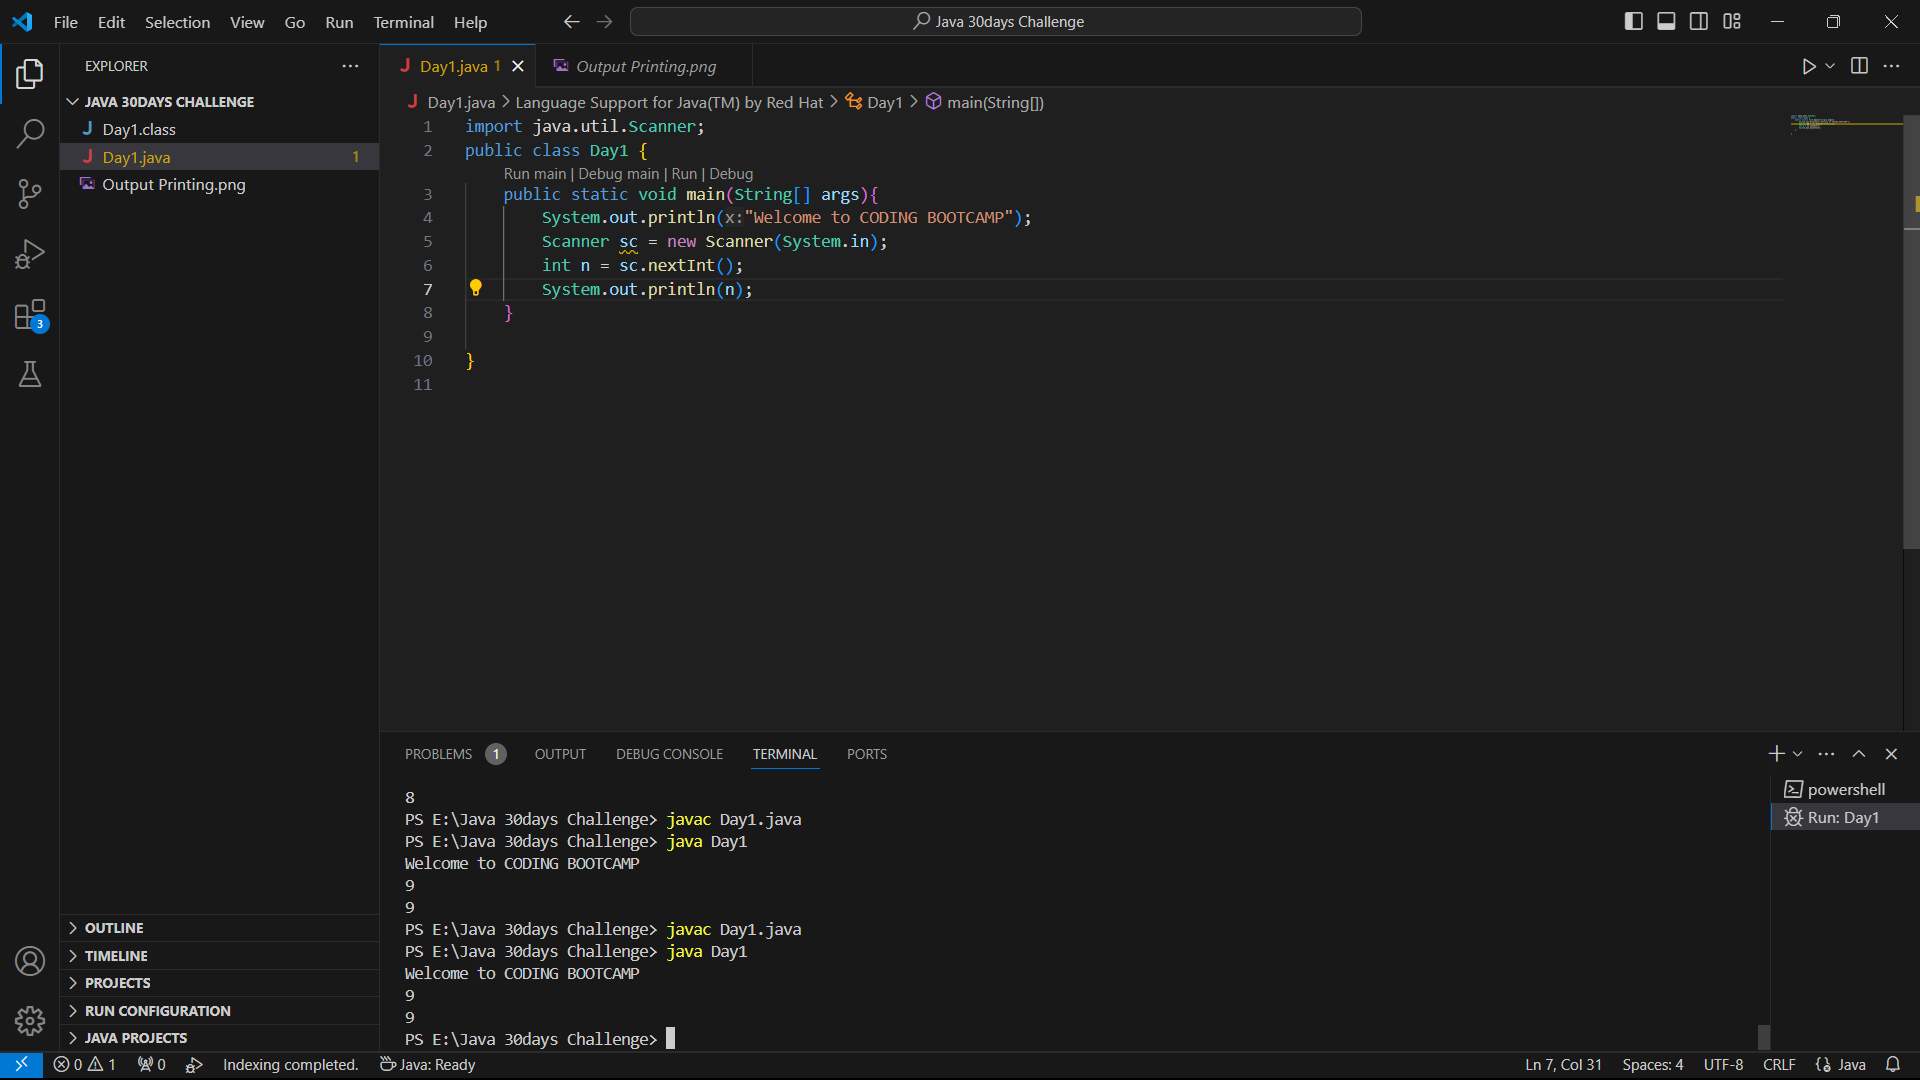 File Edit Selection View Go Run Terminal Help
Java 30days Challenge
EXPLORER
JAVA 30DAYS CHALLENGE
Day1.class
Day1.java 1
Output Printing.png
OUTLINE
TIMELINE
PROJECTS
RUN CONFIGURATION
JAVA PROJECTS
3
Day1.java 1
Output Printing.png
Day1.java > Language Support for Java(TM) by Red Hat > Day1 > main(String[])
1 import java.util.Scanner;
2 public class Day1 {
Run main | Debug main | Run | Debug
3 public static void main(String[] args){
4 System.out.println(x:"Welcome to CODING BOOTCAMP");
5 Scanner sc = new Scanner(System.in);
6 int n = sc.nextInt();
7 System.out.println(n);
8 }
9
10 }
11
PROBLEMS 1 OUTPUT DEBUG CONSOLE TERMINAL PORTS
8
PS E:\Java 30days Challenge> javac Day1.java
PS E:\Java 30days Challenge> java Day1
Welcome to CODING BOOTCAMP
9
9
PS E:\Java 30days Challenge> javac Day1.java
PS E:\Java 30days Challenge> java Day1
Welcome to CODING BOOTCAMP
9
9
PS E:\Java 30days Challenge>
powershell
Run: Day1
0 1 0 Indexing completed. Java: Ready
Ln 7, Col 31 Spaces: 4 UTF-8 CRLF Java